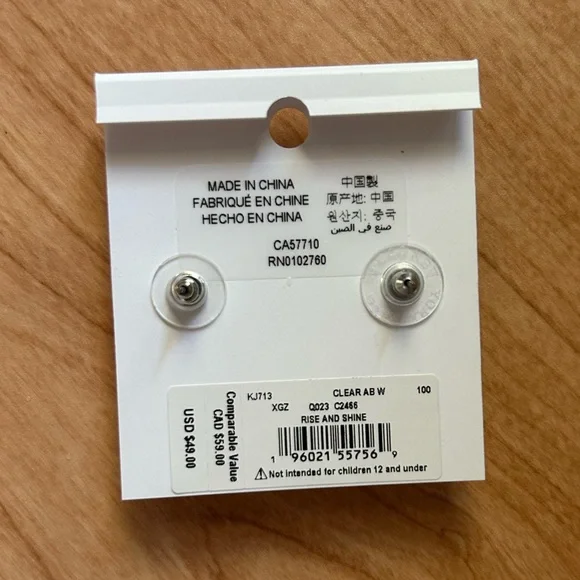 MADE IN CHINA
FABRIQUÉ EN CHINE
HECHO EN CHINA
中国製
原产地: 中国
원산지: 중국
صنع في الصين
CA57710
RN0102760
KJ713 CLEAR AB W 100
XGZ Q023 C2466
RISE AND SHINE
1 96021 55756 9
⚠Not intended for children 12 and under
Comparable Value
CAD $59.00
USD $49.00